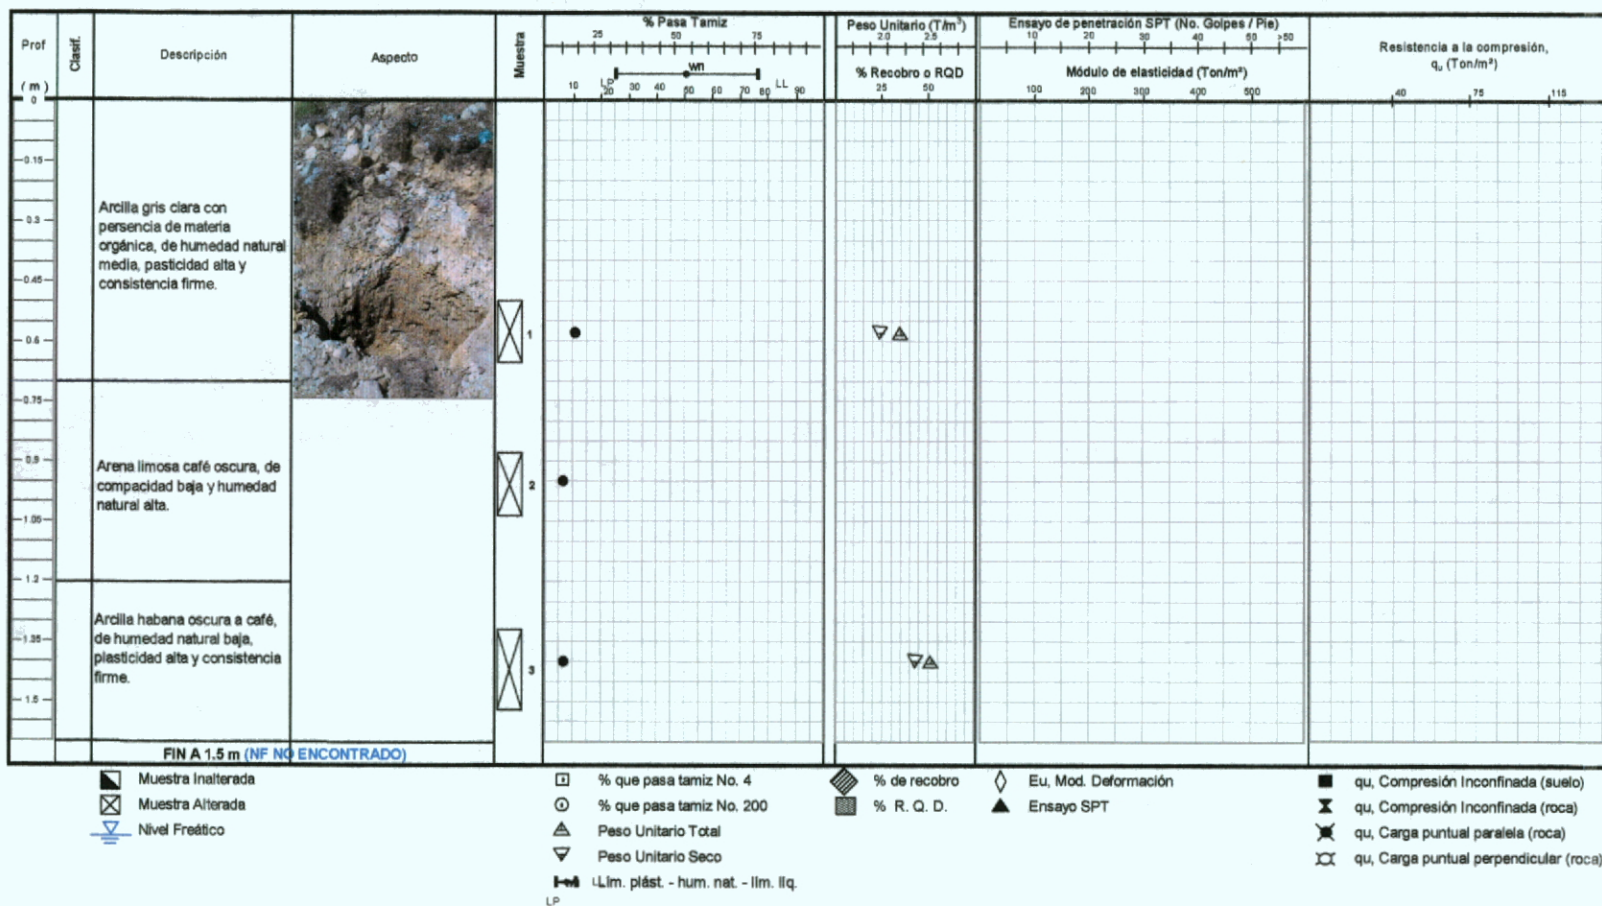 Prof
( m )
Clasif.
Descripción
Aspecto
Muestra
% Pasa Tamiz
25 50 75
wn
LP LL
10 20 30 40 50 60 70 80 90
Peso Unitario (T/m³)
2.0 2.5
% Recobro o RQD
25 50
Ensayo de penetración SPT (No. Golpes / Pie)
10 20 30 40 50 >50
Módulo de elasticidad (Ton/m²)
100 200 300 400 500
Resistencia a la compresión,
qᵤ (Ton/m²)
40 75 115
0
0.15
0.3
0.45
0.6
0.75
0.9
1.05
1.2
1.35
1.5
Arcilla gris clara con
persencia de materia
orgánica, de humedad natural
media, pasticidad alta y
consistencia firme.
1
Arena limosa café oscura, de
compacidad baja y humedad
natural alta.
2
Arcilla habana oscura a café,
de humedad natural baja,
plasticidad alta y consistencia
firme.
3
FIN A 1.5 m (NF NO ENCONTRADO)
Muestra Inalterada
Muestra Alterada
Nivel Freático
% que pasa tamiz No. 4
% que pasa tamiz No. 200
Peso Unitario Total
Peso Unitario Seco
LL Lím. plást. - hum. nat. - lím. líq.
LP
% de recobro
% R. Q. D.
Eu, Mod. Deformación
Ensayo SPT
qu, Compresión Inconfinada (suelo)
qu, Compresión Inconfinada (roca)
qu, Carga puntual paralela (roca)
qu, Carga puntual perpendicular (roca)